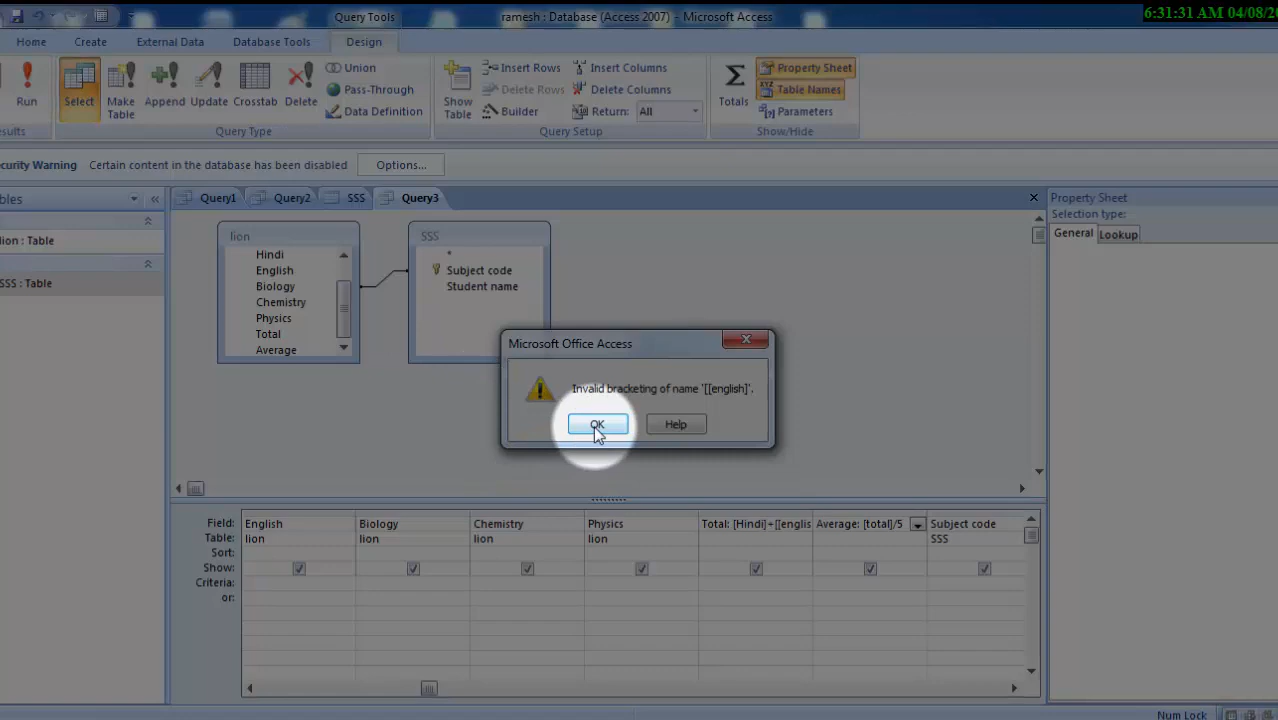 Query Tools
ramesh : Database (Access 2007) - Microsoft Access
6:31:31 AM 04/08/20
Home Create External Data Database Tools Design
Run
Select
Make Table
Append
Update
Crosstab
Delete
Union
Pass-Through
Data Definition
Show Table
Insert Rows
Delete Rows
Builder
Insert Columns
Delete Columns
Return: All
Totals
Property Sheet
Table Names
Parameters
sults
Query Type
Query Setup
Show/Hide
curity Warning Certain content in the database has been disabled Options...
bles «
Query1 Query2 SSS Query3
Property Sheet
Selection type:
General Lookup
lion : Table
SSS : Table
lion
Hindi
English
Biology
Chemistry
Physics
Total
Average
SSS
*
Subject code
Student name
Microsoft Office Access
Invalid bracketing of name '[[english]'.
OK Help
Field: English Biology Chemistry Physics Total: [Hindi]+[[englis Average: [total]/5 Subject code
Table: lion lion lion lion SSS
Sort:
Show:
Criteria:
or:
Num Lock